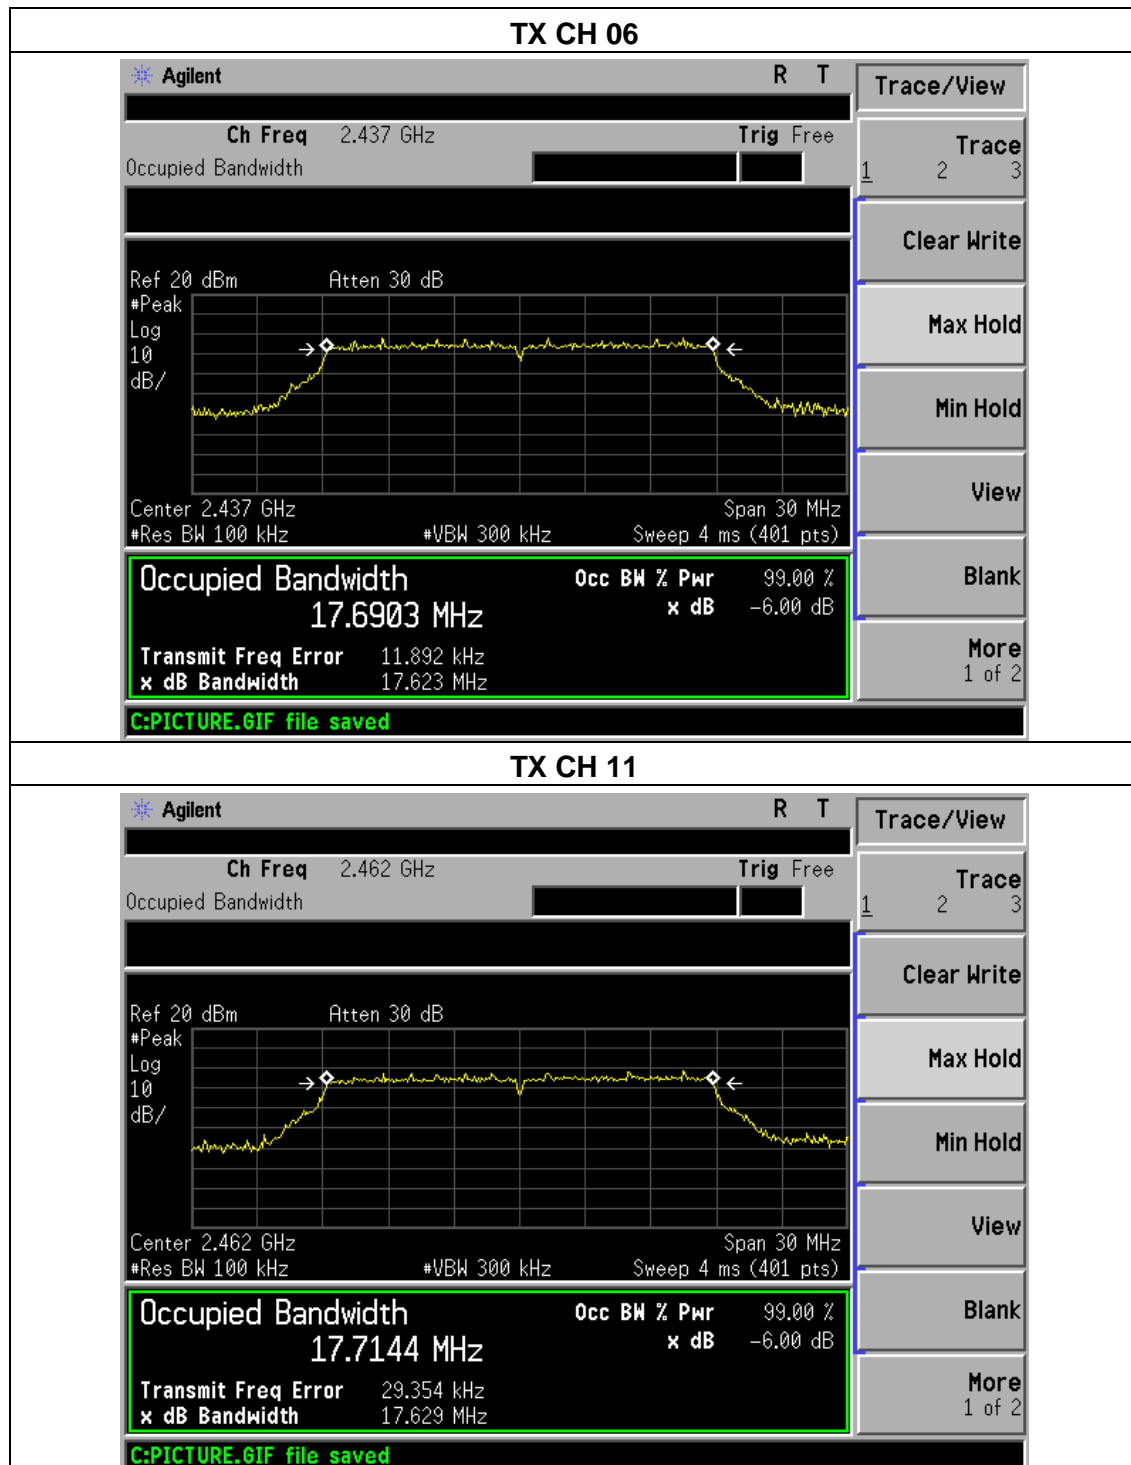 TX CH 06
Agilent R T
Trace/View
Ch Freq 2.437 GHz Trig Free
Occupied Bandwidth
Trace
1 2 3
Clear Write
Ref 20 dBm Atten 30 dB
#Peak
Log
10
dB/
Max Hold
Min Hold
View
Center 2.437 GHz Span 30 MHz
#Res BW 100 kHz #VBW 300 kHz Sweep 4 ms (401 pts)
Occupied Bandwidth Occ BW % Pwr 99.00 %
17.6903 MHz x dB -6.00 dB
Blank
Transmit Freq Error 11.892 kHz
x dB Bandwidth 17.623 MHz
More
1 of 2
C:PICTURE.GIF file saved
TX CH 11
Agilent R T
Trace/View
Ch Freq 2.462 GHz Trig Free
Occupied Bandwidth
Trace
1 2 3
Clear Write
Ref 20 dBm Atten 30 dB
#Peak
Log
10
dB/
Max Hold
Min Hold
View
Center 2.462 GHz Span 30 MHz
#Res BW 100 kHz #VBW 300 kHz Sweep 4 ms (401 pts)
Occupied Bandwidth Occ BW % Pwr 99.00 %
17.7144 MHz x dB -6.00 dB
Blank
Transmit Freq Error 29.354 kHz
x dB Bandwidth 17.629 MHz
More
1 of 2
C:PICTURE.GIF file saved